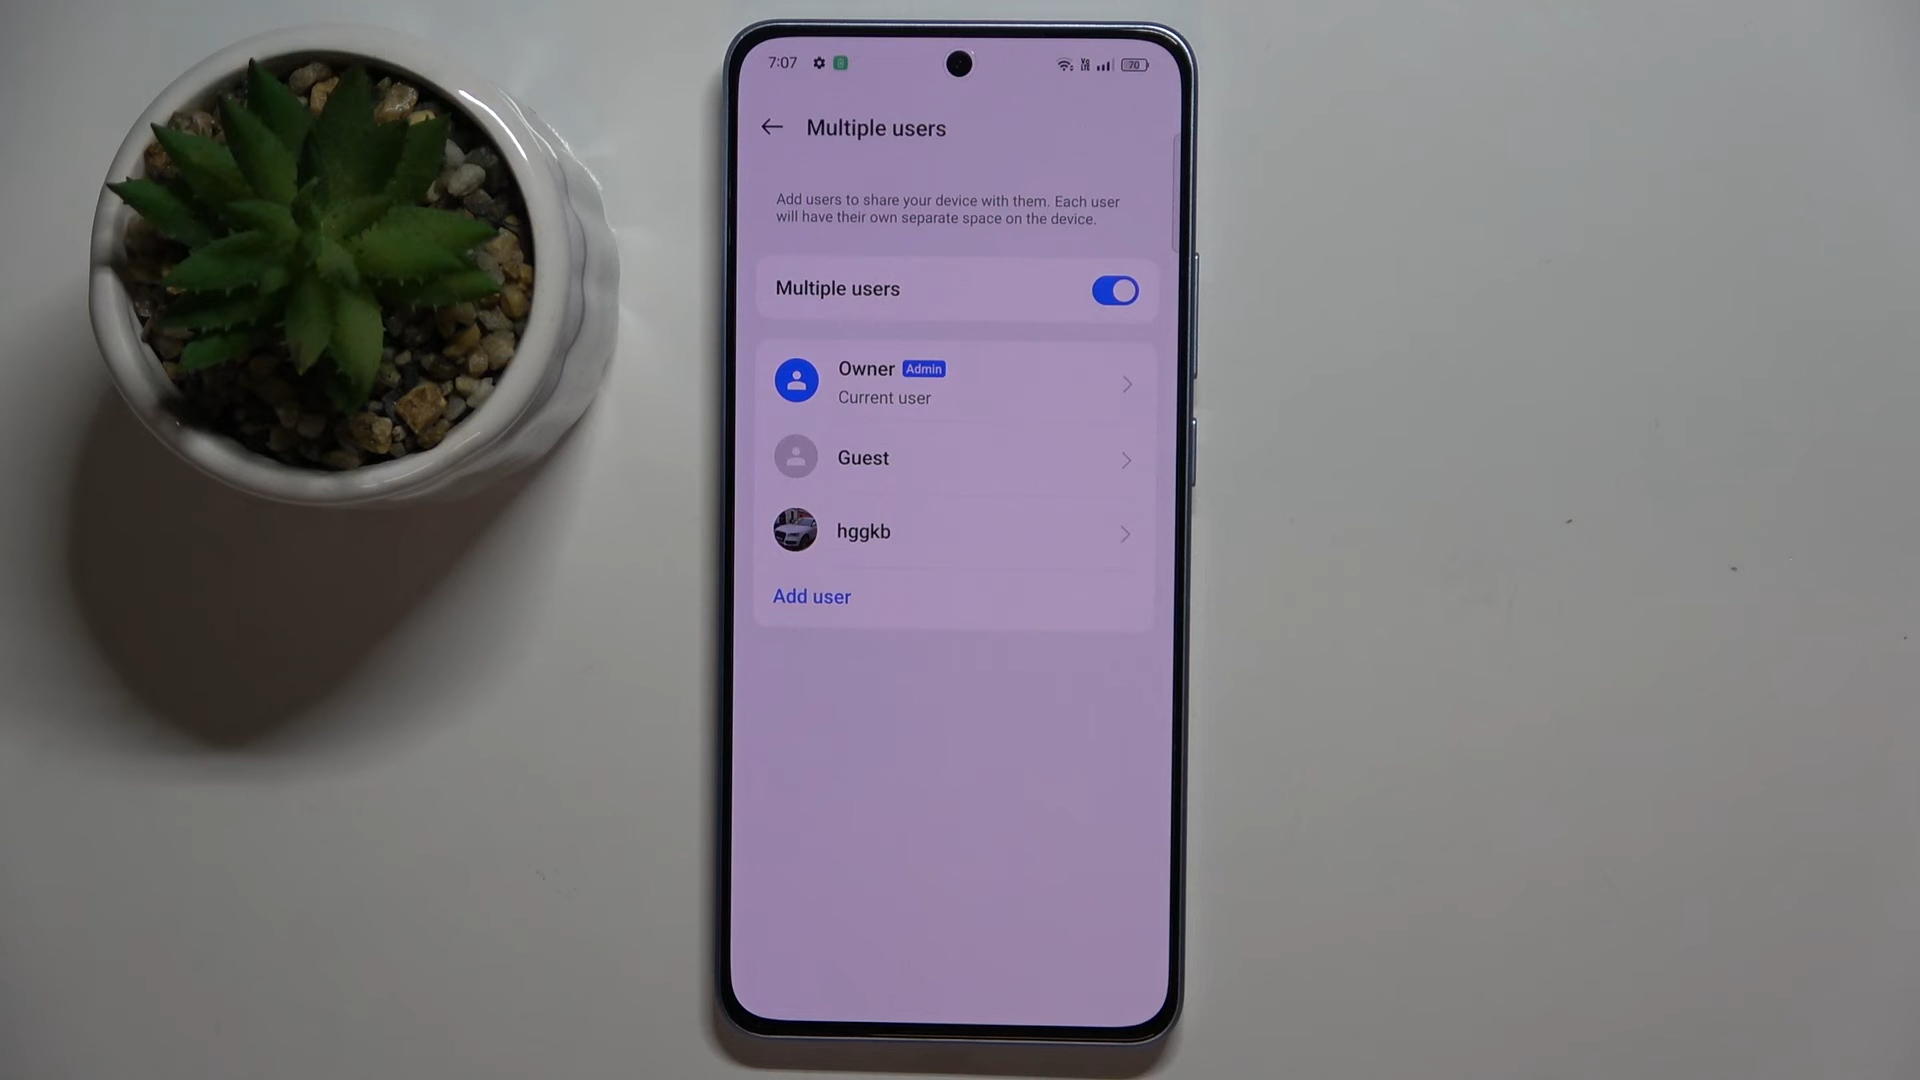 7:07
70
Multiple users
Add users to share your device with them. Each user
will have their own separate space on the device.
Multiple users
Owner Admin
Current user
Guest
hggkb
Add user